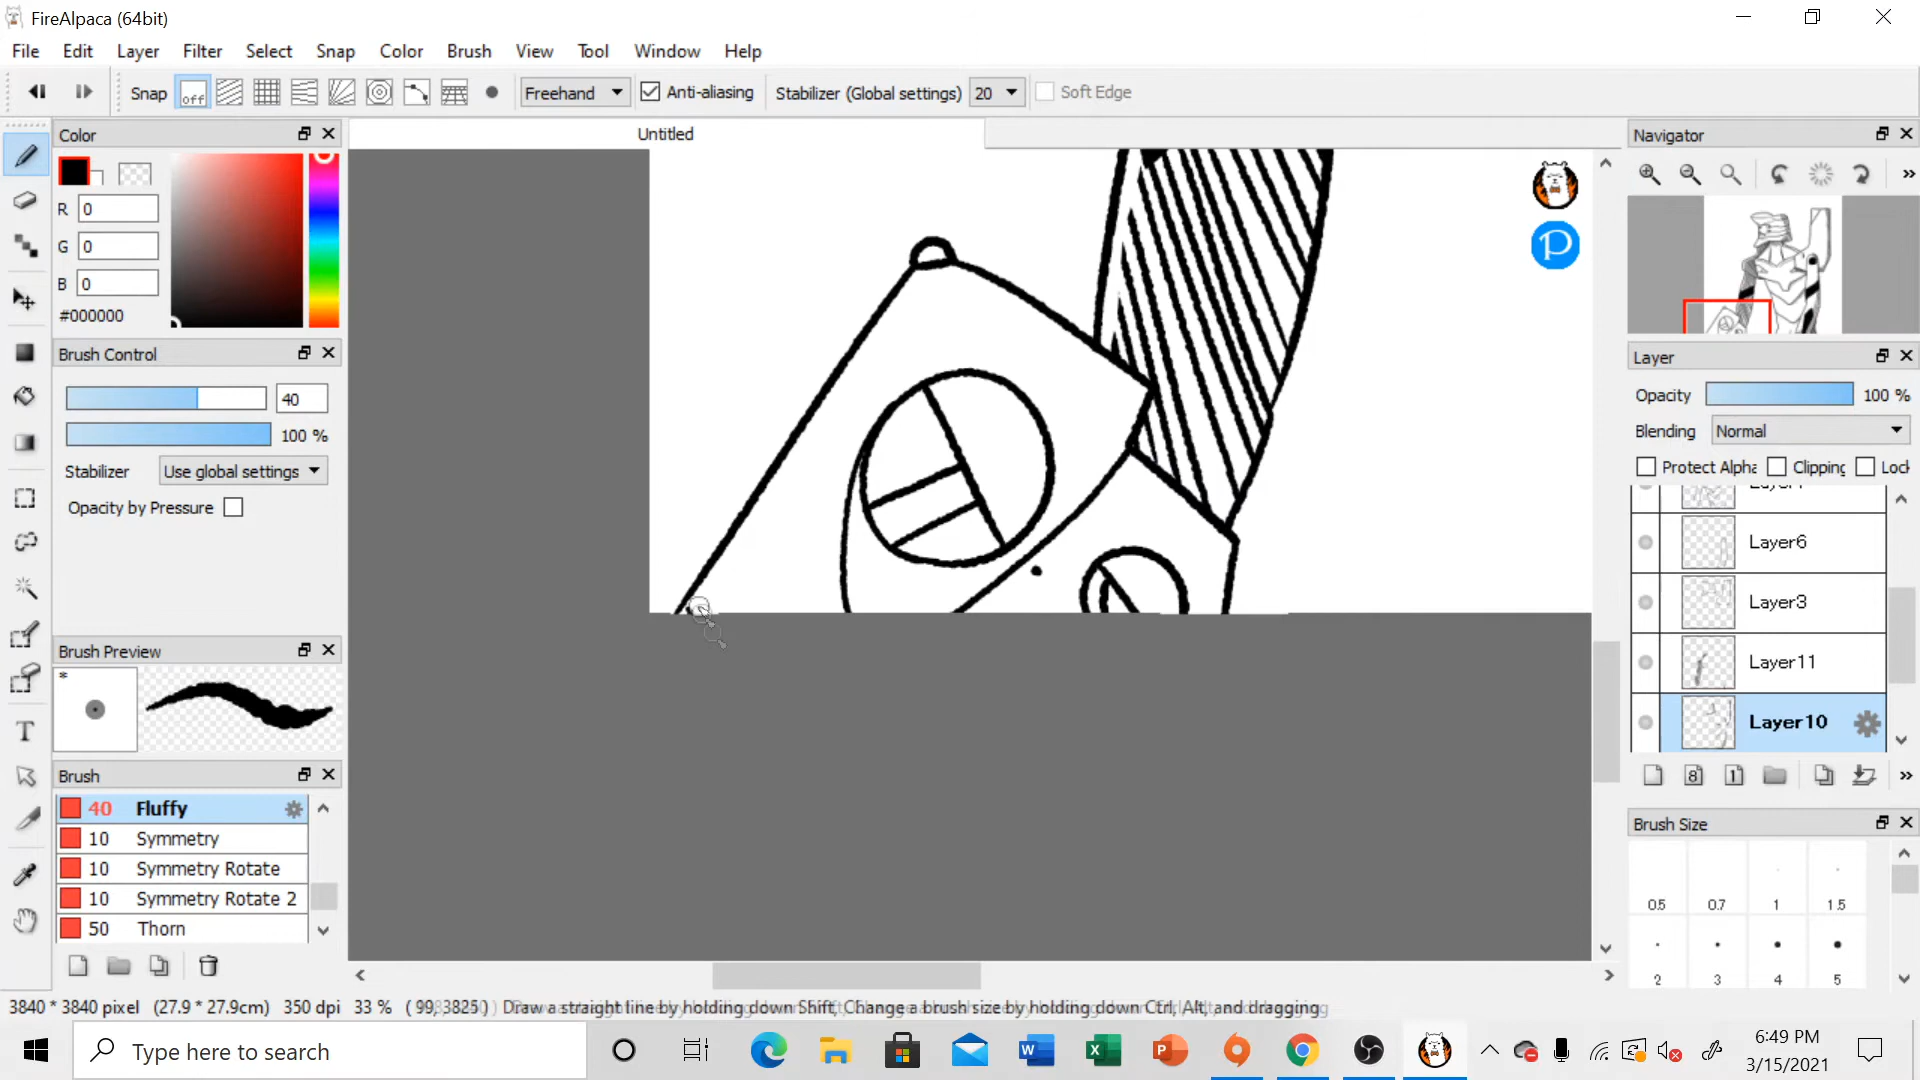 FireAlpaca (64bit)
File Edit Layer Filter Select Snap Color Brush View Tool Window Help
Snap off Freehand Anti-aliasing Stabilizer (Global settings) 20 Soft Edge
Color
Untitled
Navigator
R 0
G 0
B 0
#000000
Brush Control
40
100 %
Stabilizer Use global settings
Opacity by Pressure
Brush Preview
*
Brush
40 Fluffy
10 Symmetry
10 Symmetry Rotate
10 Symmetry Rotate 2
50 Thorn
P
Layer
Opacity 100 %
Blending Normal
Protect Alpha Clipping Lock
Layer6
Layer3
Layer11
Layer10
8 1
Brush Size
0.5 0.7 1 1.5
2 3 4 5
3840 * 3840 pixel (27.9 * 27.9cm) 350 dpi 33 % ( 99, 3825 ) Draw a straight line by holding down Shift, Change a brush size by holding down Ctrl, Alt, and dragging
Type here to search
6:49 PM
3/15/2021